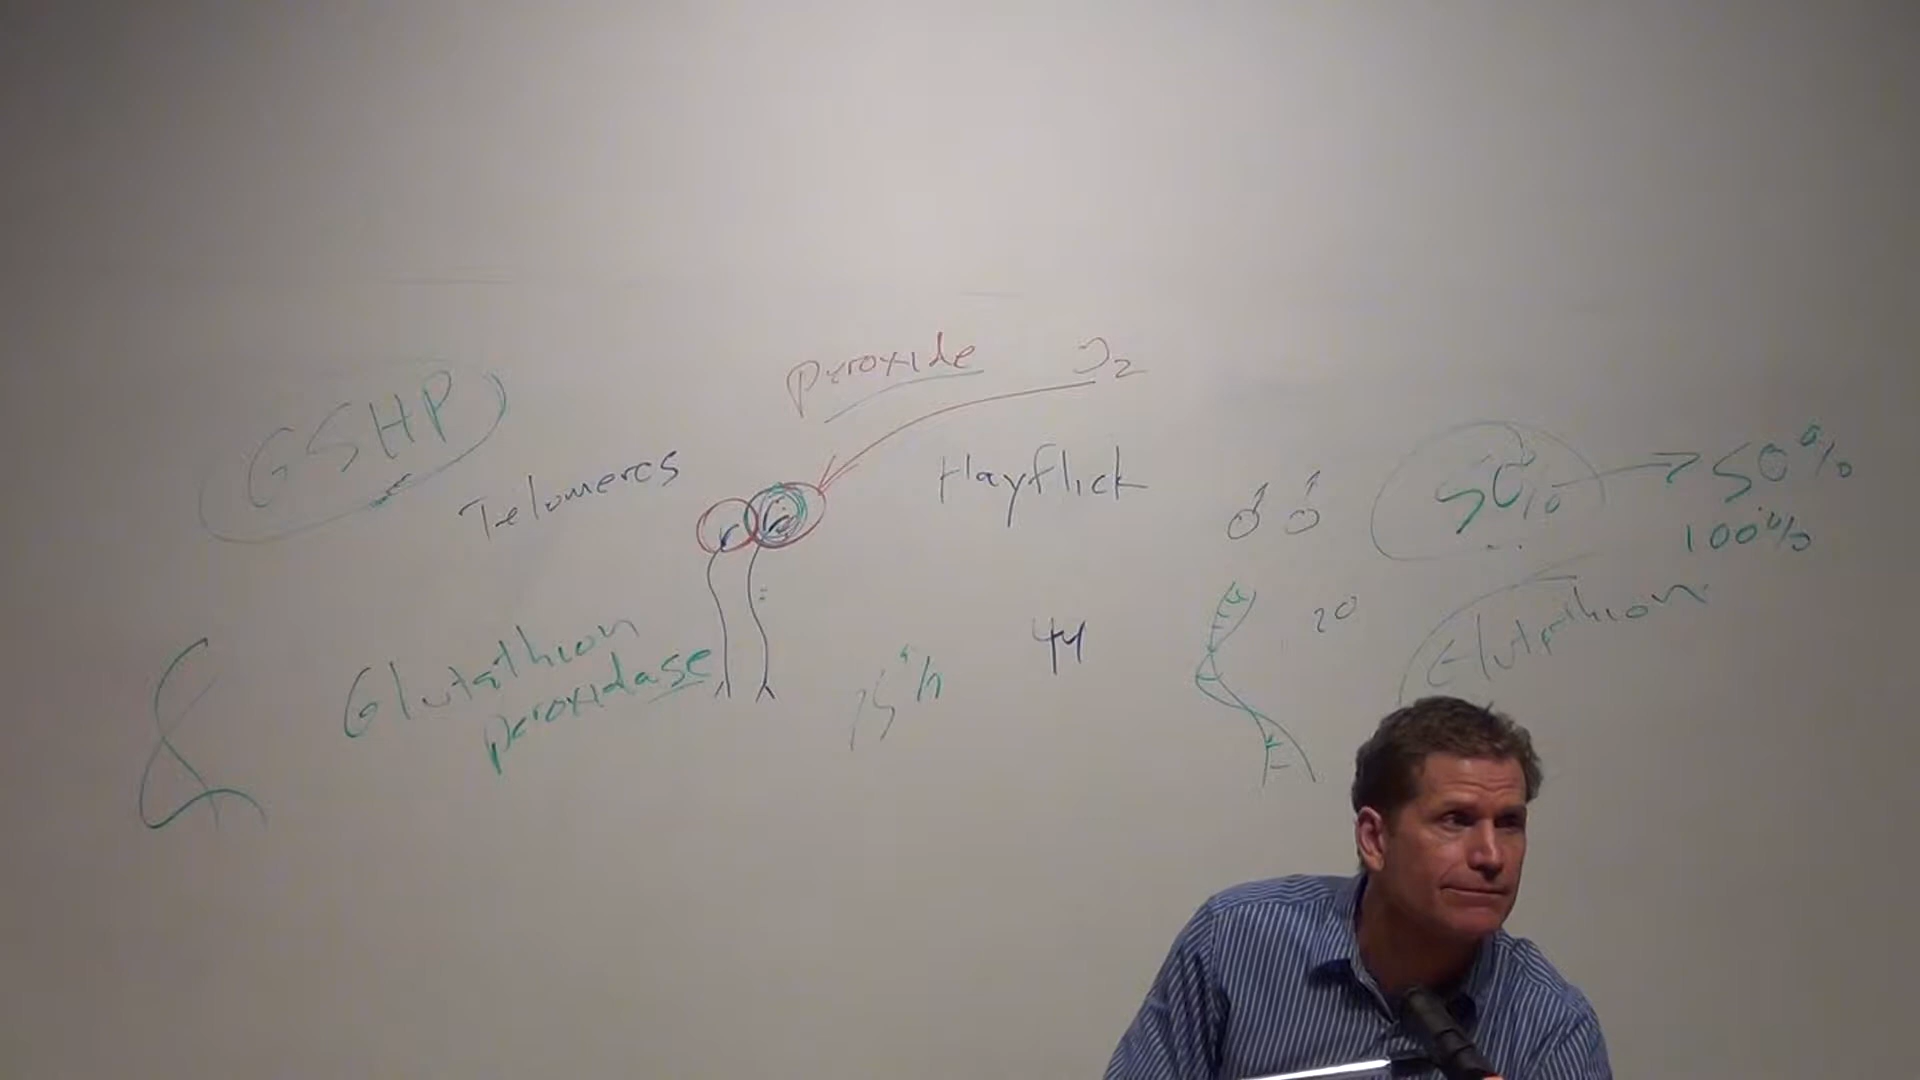 peroxide O2
GSHP
Telomeres
Hayflick
50%
50%
100%
Glutathion
peroxidase
44
20
Glutathion